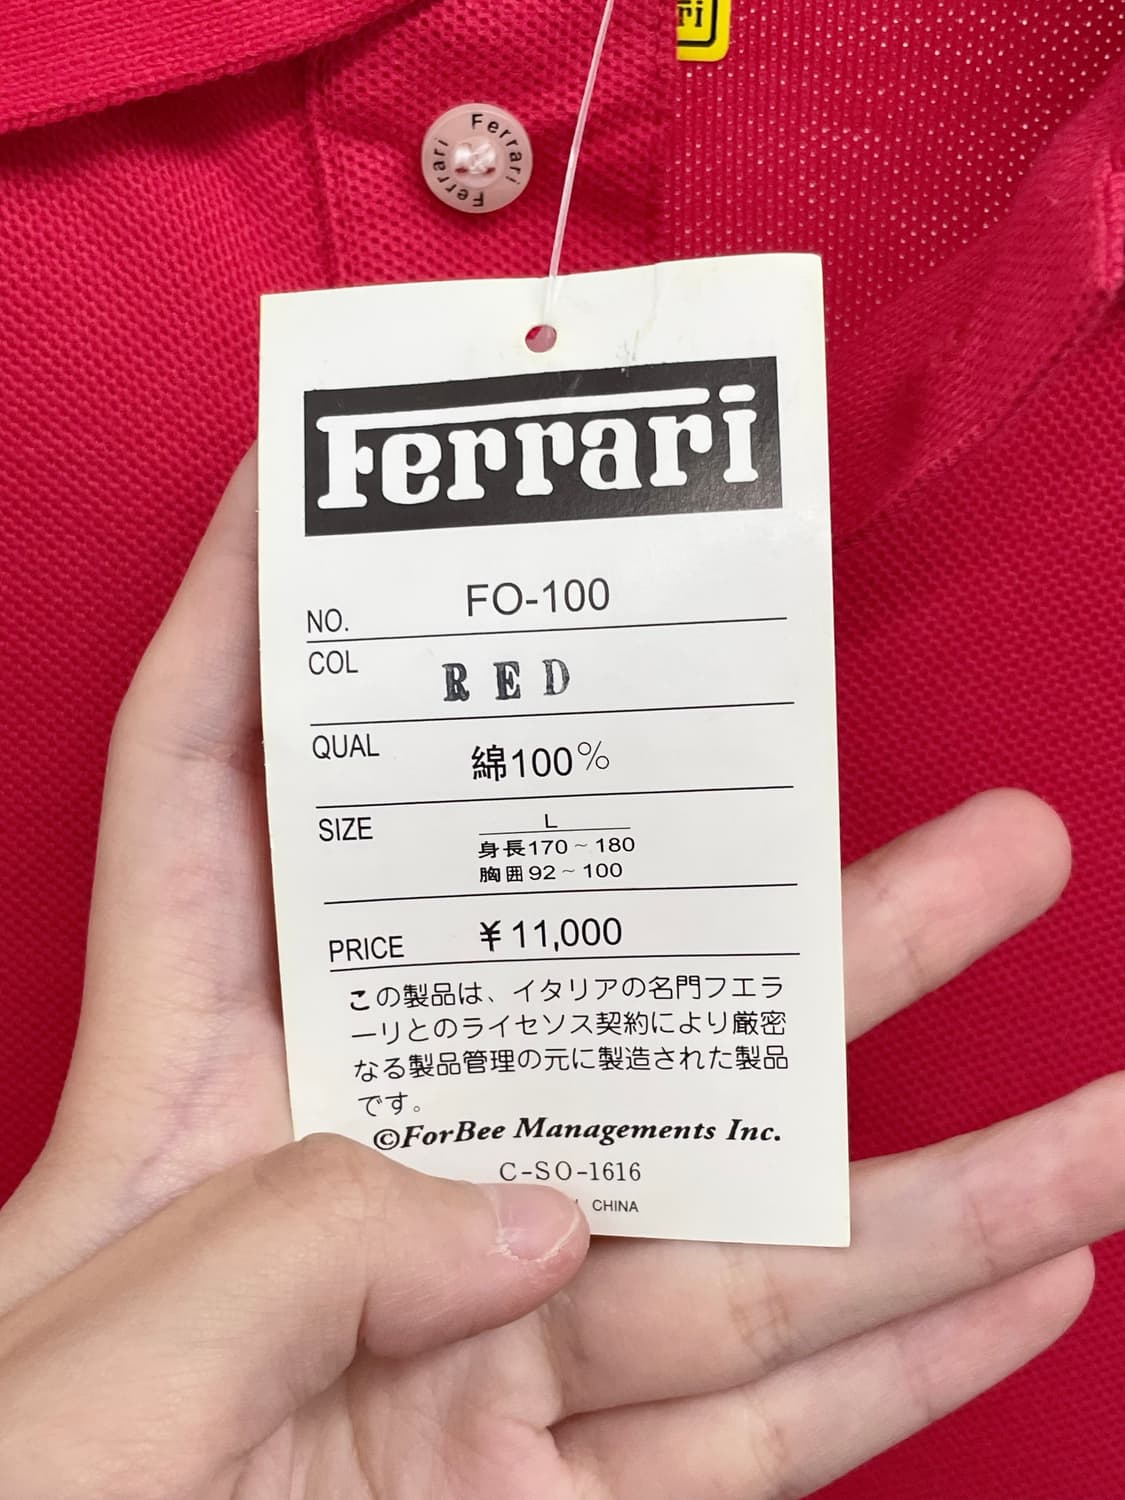 Ferrari Ferrari Ferrari
Ferrari
NO. FO-100
COL RED
QUAL 綿100%
SIZE L
身長170~180
胸囲92~100
PRICE ¥11,000
この製品は、イタリアの名門フエラ
ーリとのライセソス契約により厳密
なる製品管理の元に製造された製品
です。
©ForBee Managements Inc.
C-SO-1616
CHINA